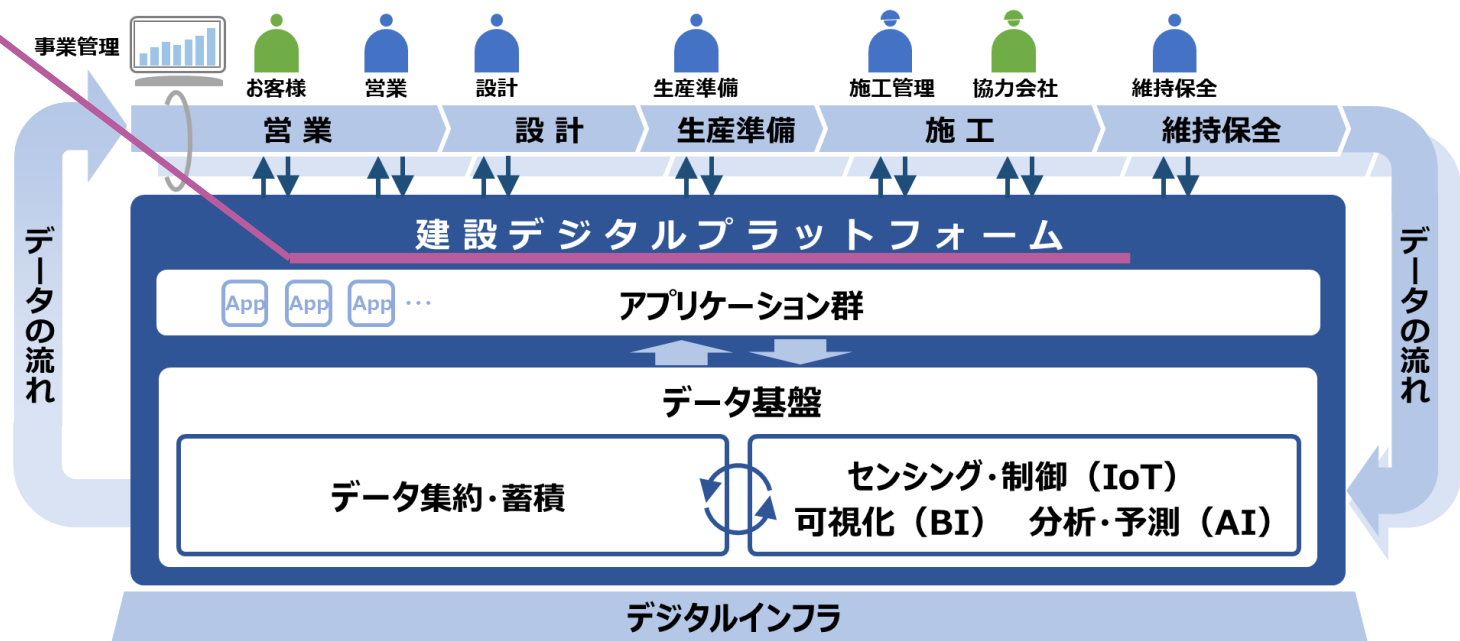 事業管理
お客様
営業
設計
生産準備
施工管理
協力会社
維持保全
営業
設計
生産準備
施工
維持保全
データの流れ
建設デジタルプラットフォーム
データの流れ
App
App
App
…
アプリケーション群
データ基盤
データ集約・蓄積
センシング・制御（IoT）
可視化（BI） 分析・予測（AI）
デジタルインフラ